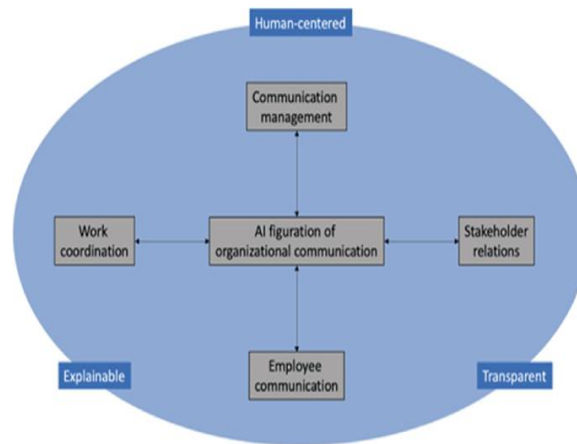 Human-centered
Communication
management
Work
coordination
AI figuration of
organizational communication
Stakeholder
relations
Employee
communication
Explainable
Transparent